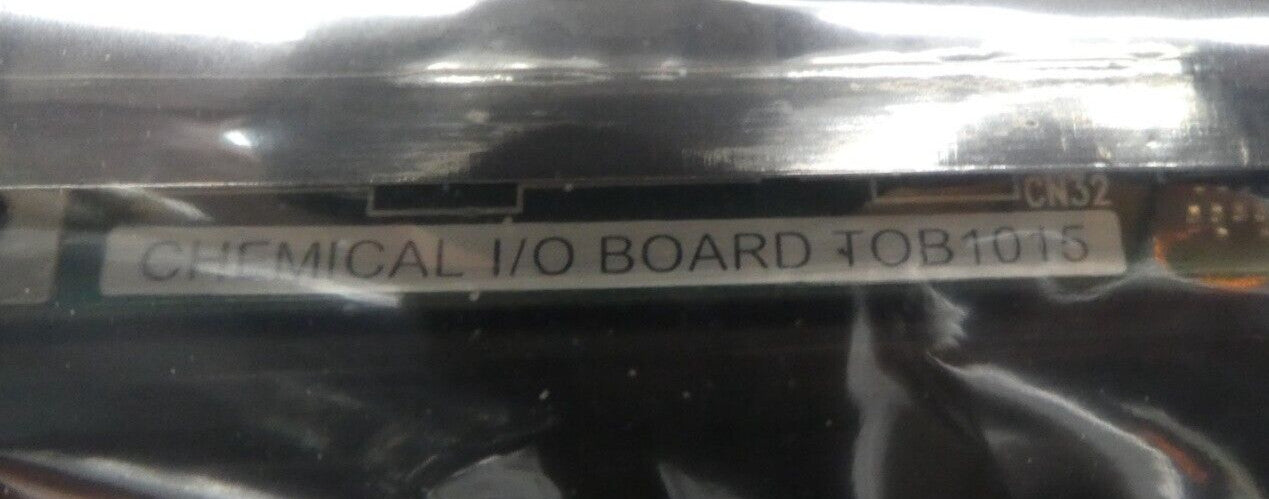 CN32
CHEMICAL I/O BOARD TOB1015